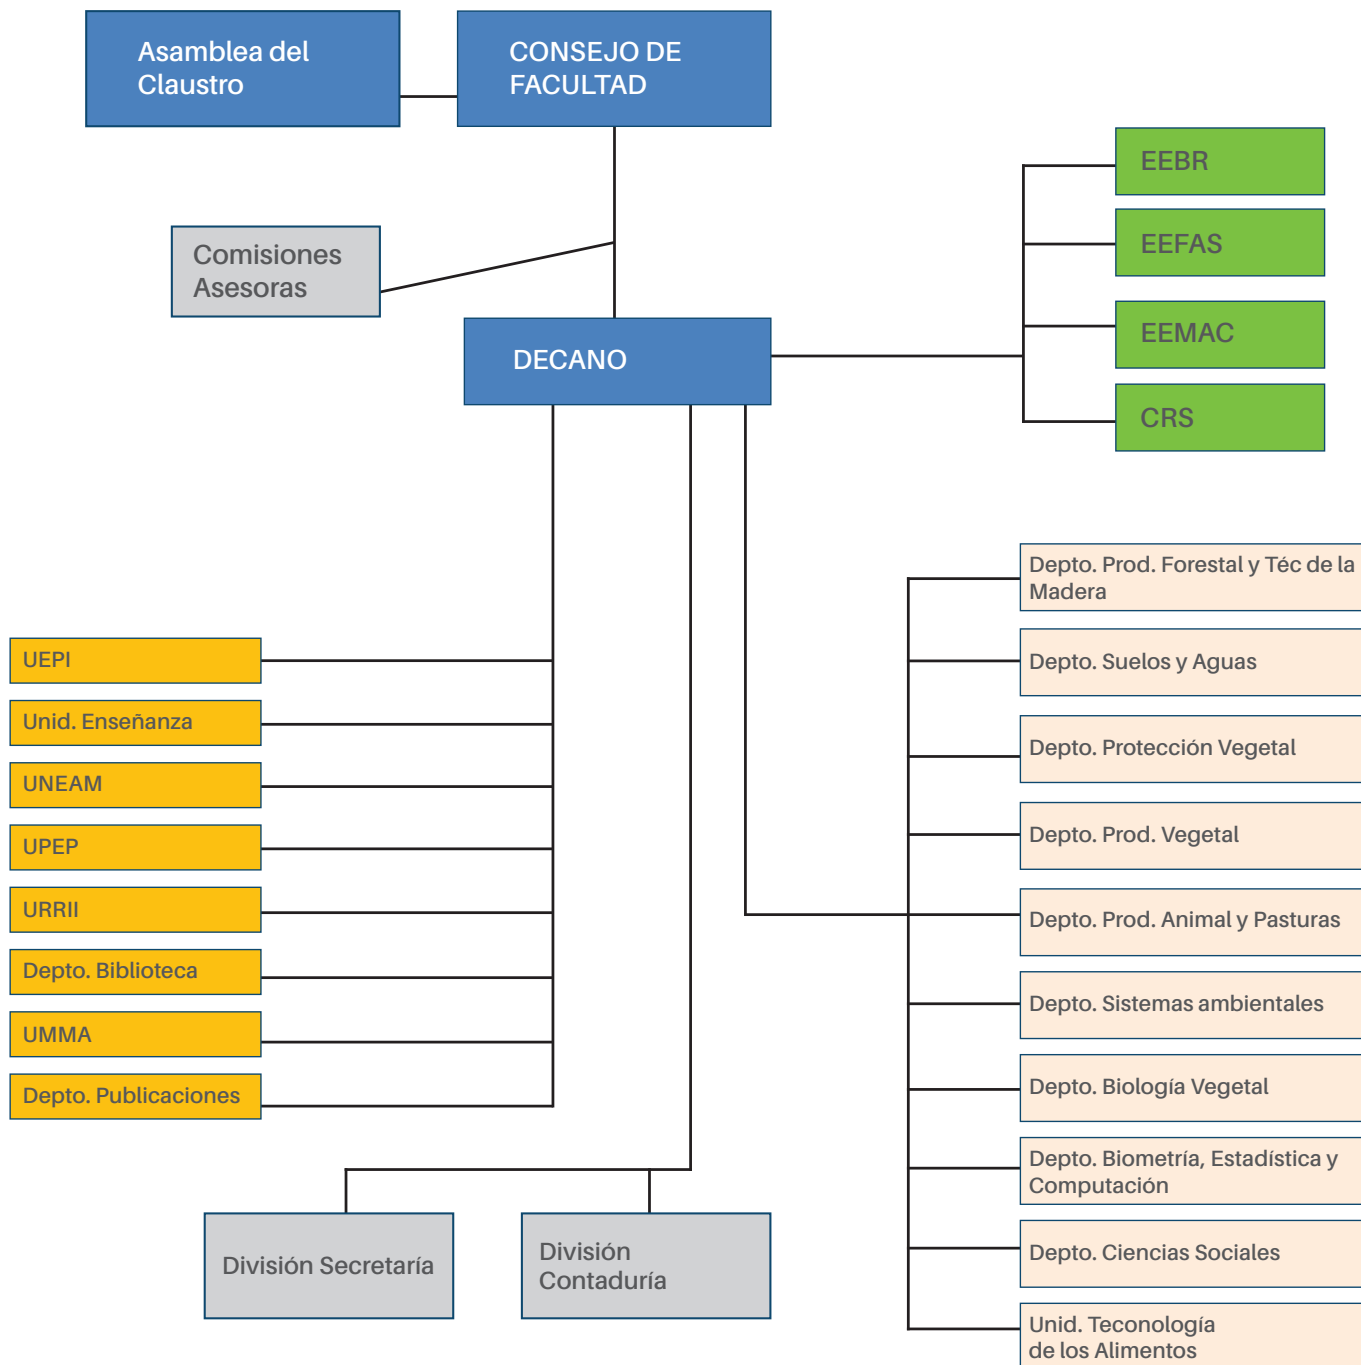 Asamblea del
Claustro
CONSEJO DE
FACULTAD
Comisiones
Asesoras
DECANO
EEBR
EEFAS
EEMAC
CRS
UEPI
Unid. Enseñanza
UNEAM
UPEP
URRII
Depto. Biblioteca
UMMA
Depto. Publicaciones
División Secretaría
División
Contaduría
Depto. Prod. Forestal y Téc de la
Madera
Depto. Suelos y Aguas
Depto. Protección Vegetal
Depto. Prod. Vegetal
Depto. Prod. Animal y Pasturas
Depto. Sistemas ambientales
Depto. Biología Vegetal
Depto. Biometría, Estadística y
Computación
Depto. Ciencias Sociales
Unid. Teconología
de los Alimentos